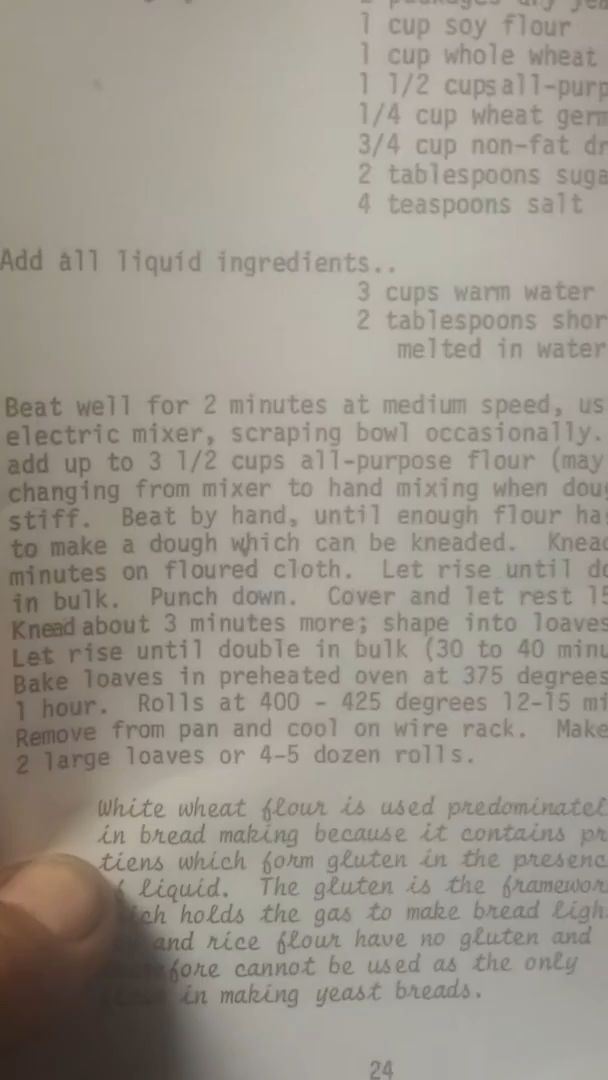 1 cup soy flour
1 cup whole wheat
1 1/2 cups all-purp
1/4 cup wheat germ
3/4 cup non-fat dr
2 tablespoons suga
4 teaspoons salt
Add all liquid ingredients..
3 cups warm water
2 tablespoons shor
melted in water
Beat well for 2 minutes at medium speed, us
electric mixer, scraping bowl occasionally.
add up to 3 1/2 cups all-purpose flour (may
changing from mixer to hand mixing when doug
stiff. Beat by hand, until enough flour ha
to make a dough which can be kneaded. Knead
minutes on floured cloth. Let rise until do
in bulk. Punch down. Cover and let rest 15
Knead about 3 minutes more; shape into loaves
Let rise until double in bulk (30 to 40 minu
Bake loaves in preheated oven at 375 degrees
1 hour. Rolls at 400 - 425 degrees 12-15 mi
Remove from pan and cool on wire rack. Make
2 large loaves or 4-5 dozen rolls.
White wheat flour is used predominatel
in bread making because it contains pr
tiens which form gluten in the presenc
liquid. The gluten is the framewor
holds the gas to make bread ligh
and rice flour have no gluten and
cannot be used as the only
in making yeast breads.
24